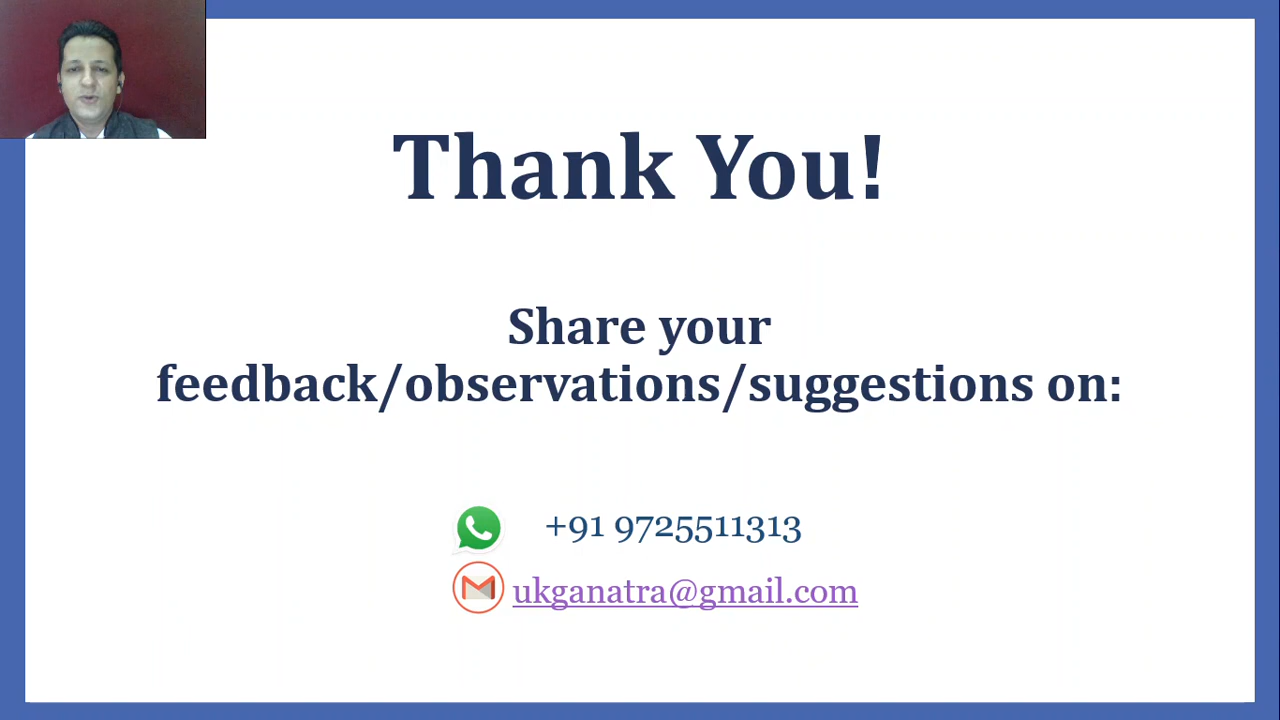 Thank You!
Share your
feedback/observations/suggestions on:
+91 9725511313
ukganatra@gmail.com